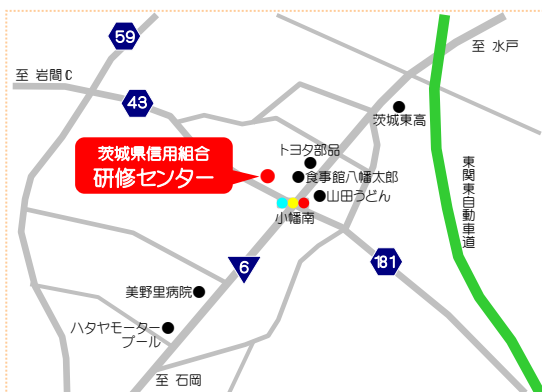 59
至 水戸
至 岩間C
43
茨城東高
茨城県信用組合
研修センター
トヨタ部品
食事館八幡太郎
山田うどん
小幡南
東関東自動車道
6
181
美野里病院
ハタヤモーター
プール
至 石岡